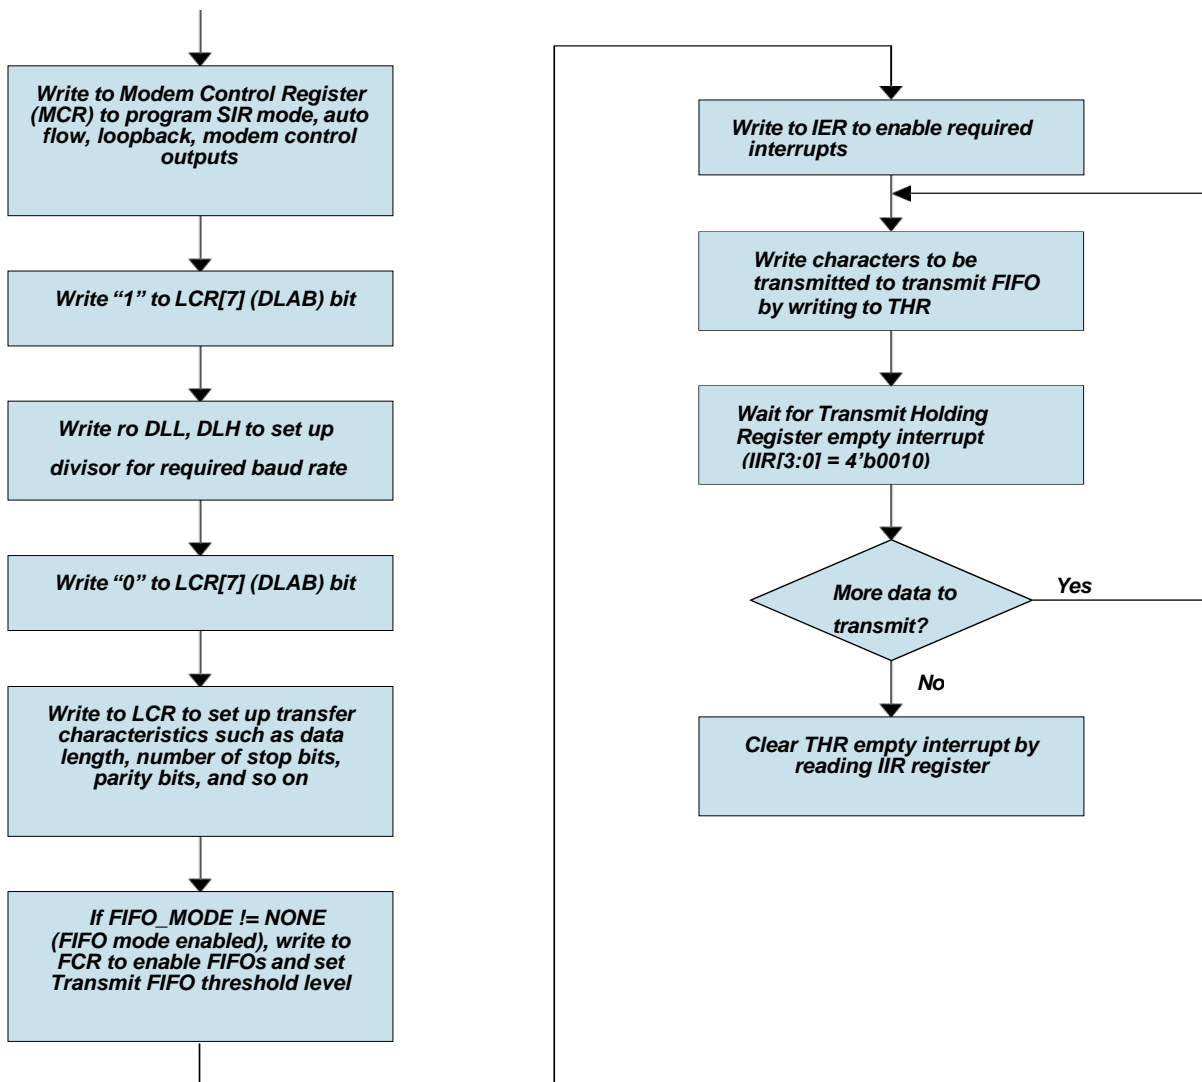 Write to Modem Control Register
(MCR) to program SIR mode, auto
flow, loopback, modem control
outputs
Write “1” to LCR[7] (DLAB) bit
Write ro DLL, DLH to set up
divisor for required baud rate
Write “0” to LCR[7] (DLAB) bit
Write to LCR to set up transfer
characteristics such as data
length, number of stop bits,
parity bits, and so on
If FIFO_MODE != NONE
(FIFO mode enabled), write to
FCR to enable FIFOs and set
Transmit FIFO threshold level
Write to IER to enable required
interrupts
Write characters to be
transmitted to transmit FIFO
by writing to THR
Wait for Transmit Holding
Register empty interrupt
(IIR[3:0] = 4’b0010)
More data to
transmit?
Yes
No
Clear THR empty interrupt by
reading IIR register